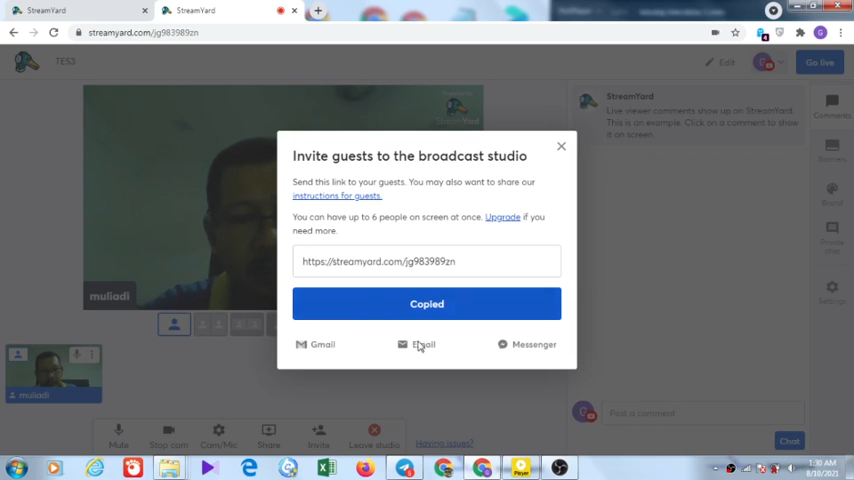 StreamYard
StreamYard
streamyard.com/jg983989zn
TES3
Edit
Go live
StreamYard
Live viewer comments show up on StreamYard.
This is an example. Click on a comment to show
it on screen.
Comments
Banners
Brand
Private
chat
Settings
Invite guests to the broadcast studio
Send this link to your guests. You may also want to share our
instructions for guests.
You can have up to 6 people on screen at once. Upgrade if you
need more.
https://streamyard.com/jg983989zn
Copied
Gmail
Email
Messenger
muliadi
muliadi
Mute
Stop cam
Cam/Mic
Share
Invite
Leave studio
Having issues?
Post a comment
Chat
1:30 AM
8/10/2021